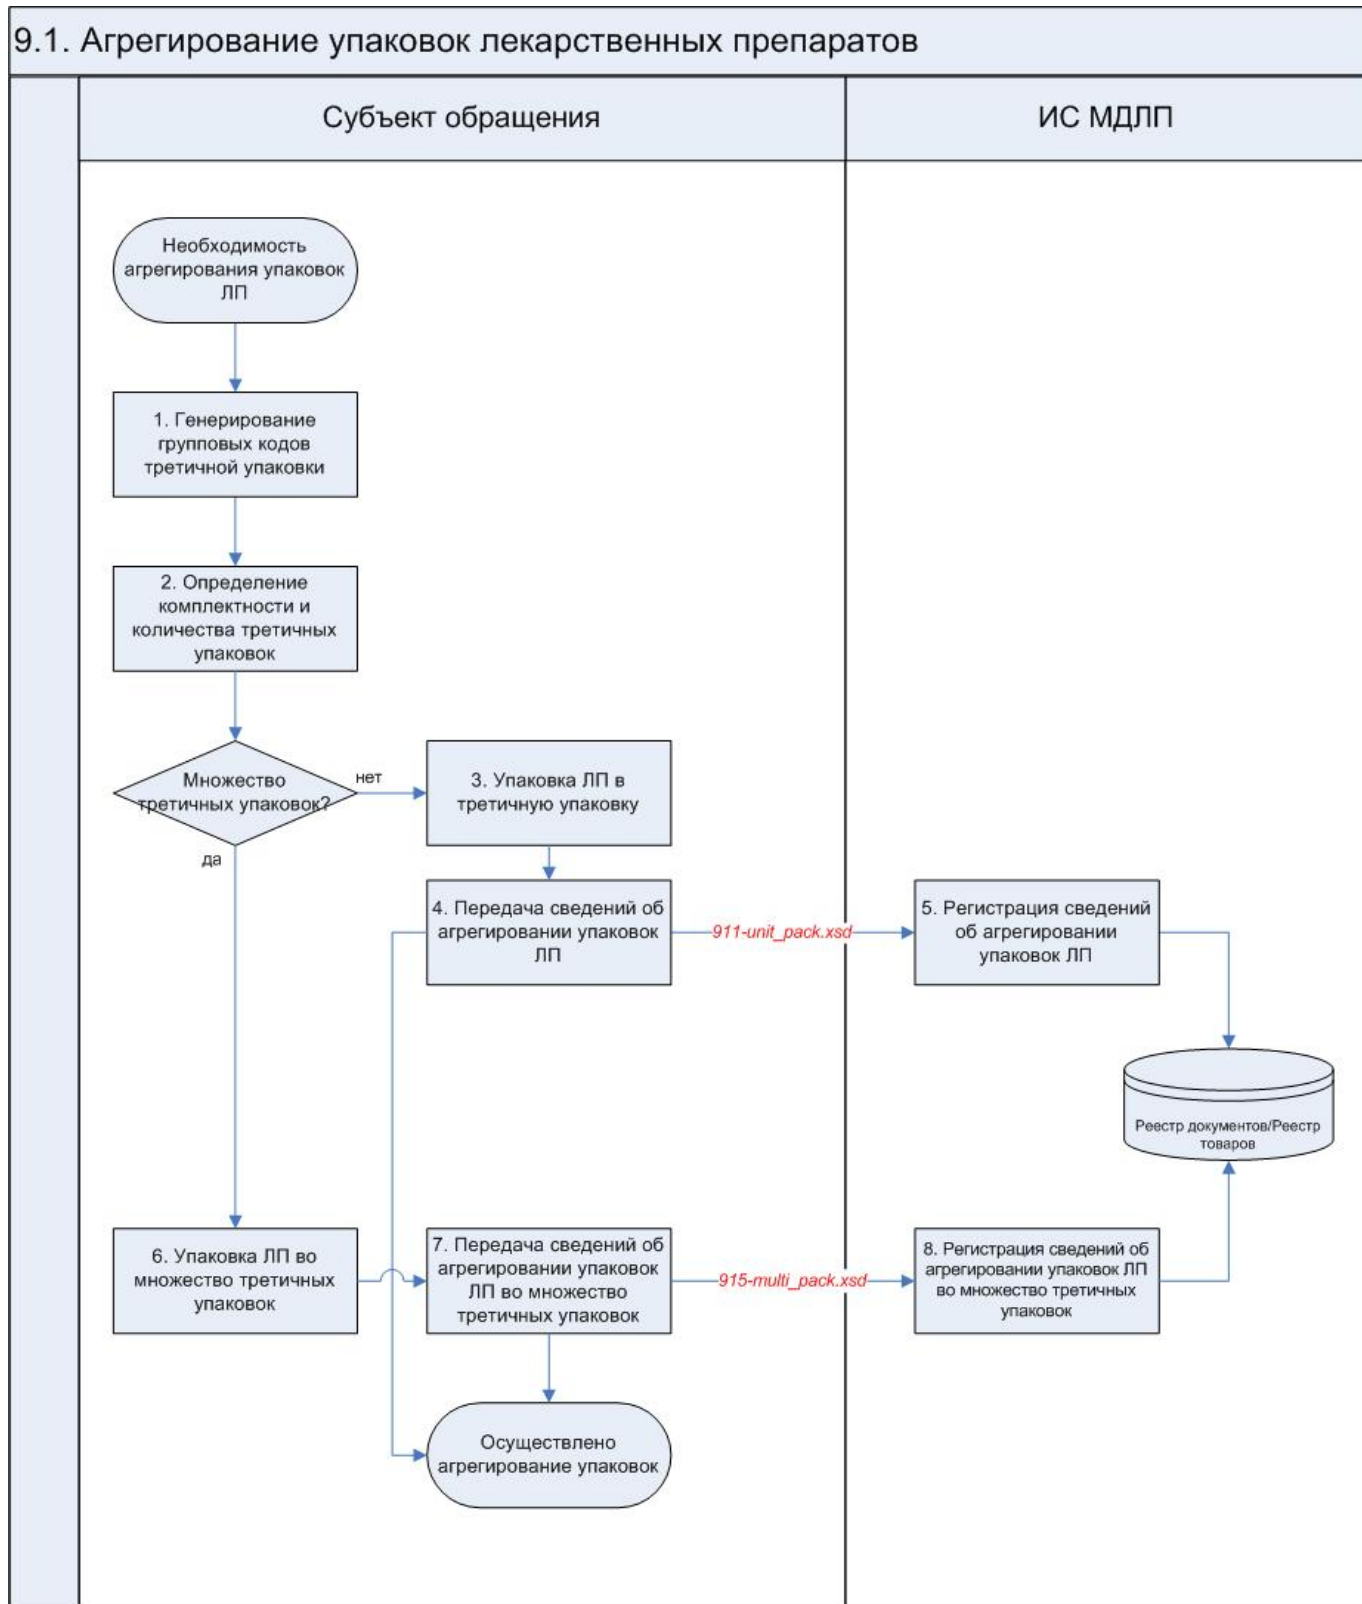 9.1. Агрегирование упаковок лекарственных препаратов
Субъект обращения
ИС МДЛП
Необходимость
агрегирования упаковок
ЛП
1. Генерирование
групповых кодов
третичной упаковки
2. Определение
комплектности и
количества третичных
упаковок
Множество
третичных упаковок?
нет
да
3. Упаковка ЛП в
третичную упаковку
4. Передача сведений об
агрегировании упаковок
ЛП
911-unit_pack.xsd
5. Регистрация сведений
об агрегировании
упаковок ЛП
Реестр документов/Реестр
товаров
6. Упаковка ЛП во
множество третичных
упаковок
7. Передача сведений об
агрегировании упаковок
ЛП во множество
третичных упаковок
915-multi_pack.xsd
8. Регистрация сведений об
агрегировании упаковок ЛП
во множество третичных
упаковок
Осуществлено
агрегирование упаковок